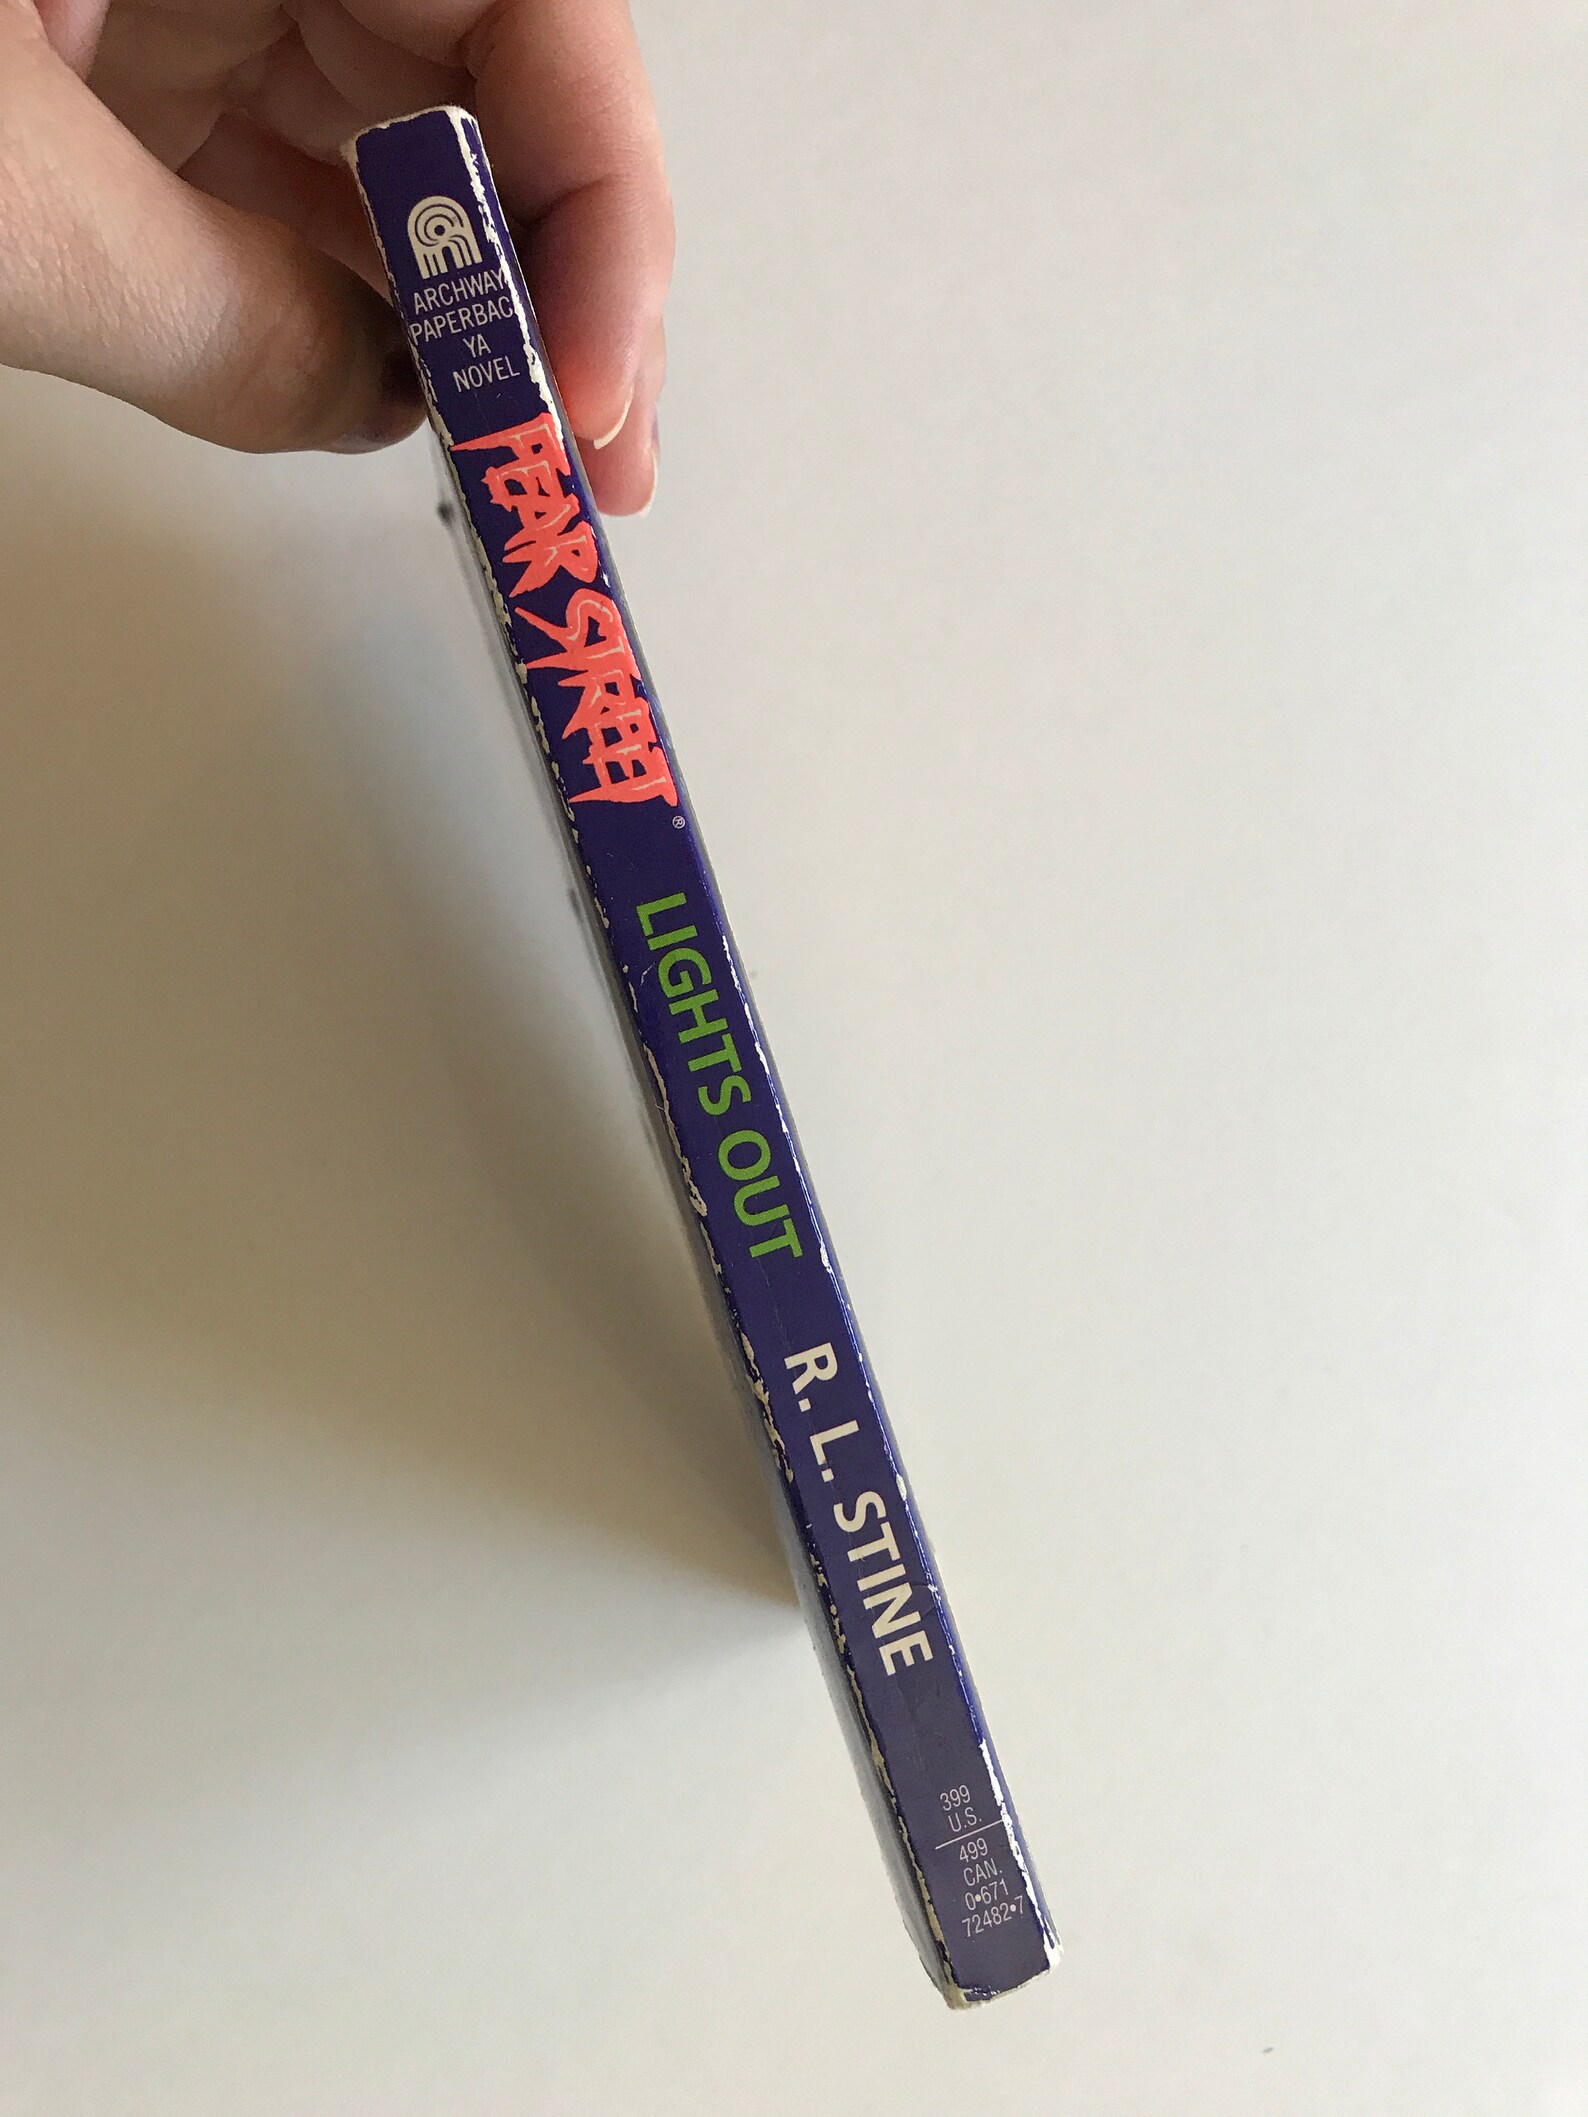 ARCHWAY
PAPERBAC
YA
NOVEL
FEAR STREET®
LIGHTS OUT
R. L. STINE
399
U.S.
499
CAN.
0•671
72482•7